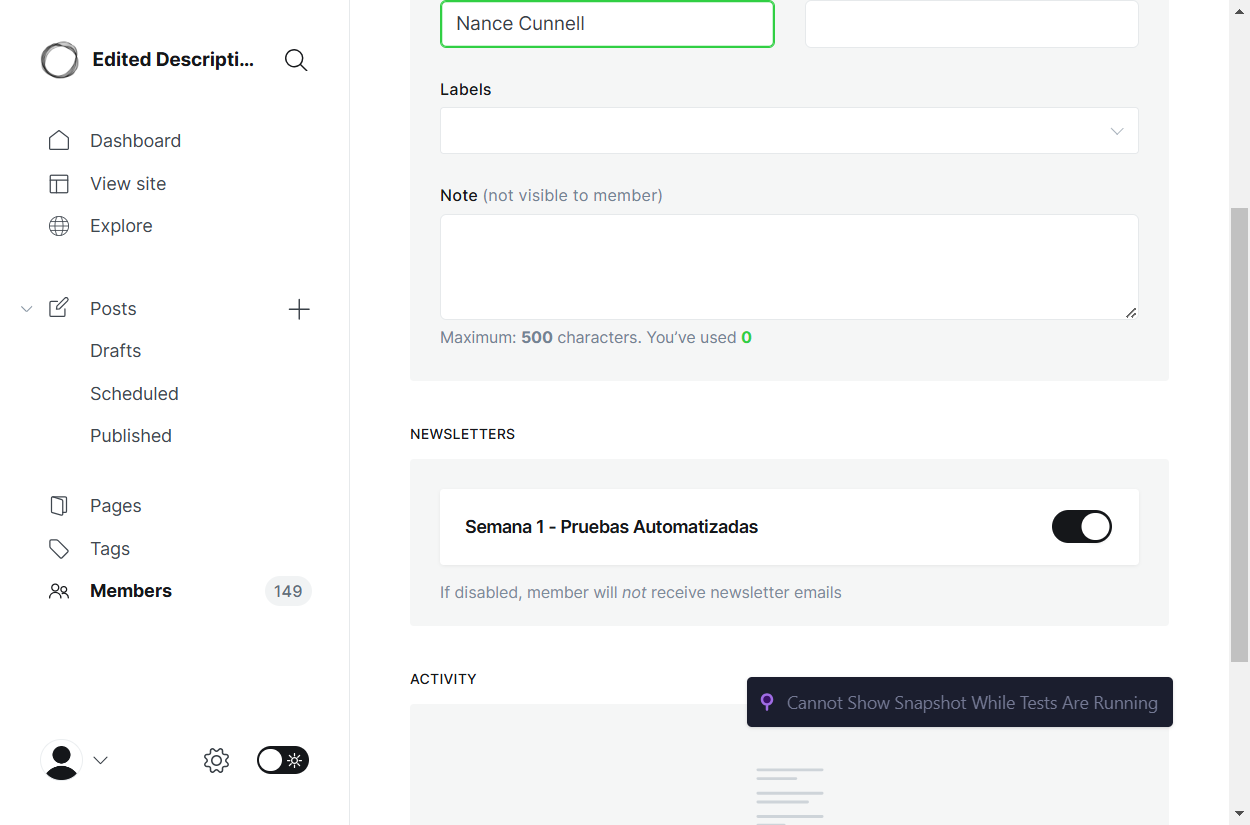 Edited Descripti...
Dashboard
View site
Explore
Posts
Drafts
Scheduled
Published
Pages
Tags
Members 149
Nance Cunnell
Labels
Note (not visible to member)
Maximum: 500 characters. You’ve used 0
NEWSLETTERS
Semana 1 - Pruebas Automatizadas
If disabled, member will not receive newsletter emails
ACTIVITY
Cannot Show Snapshot While Tests Are Running